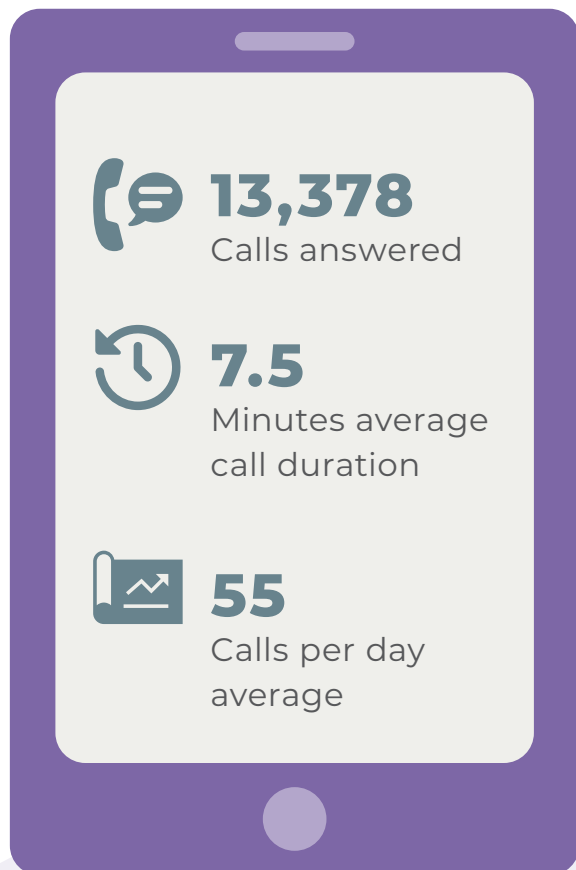 13,378
Calls answered
7.5
Minutes average
call duration
55
Calls per day
average